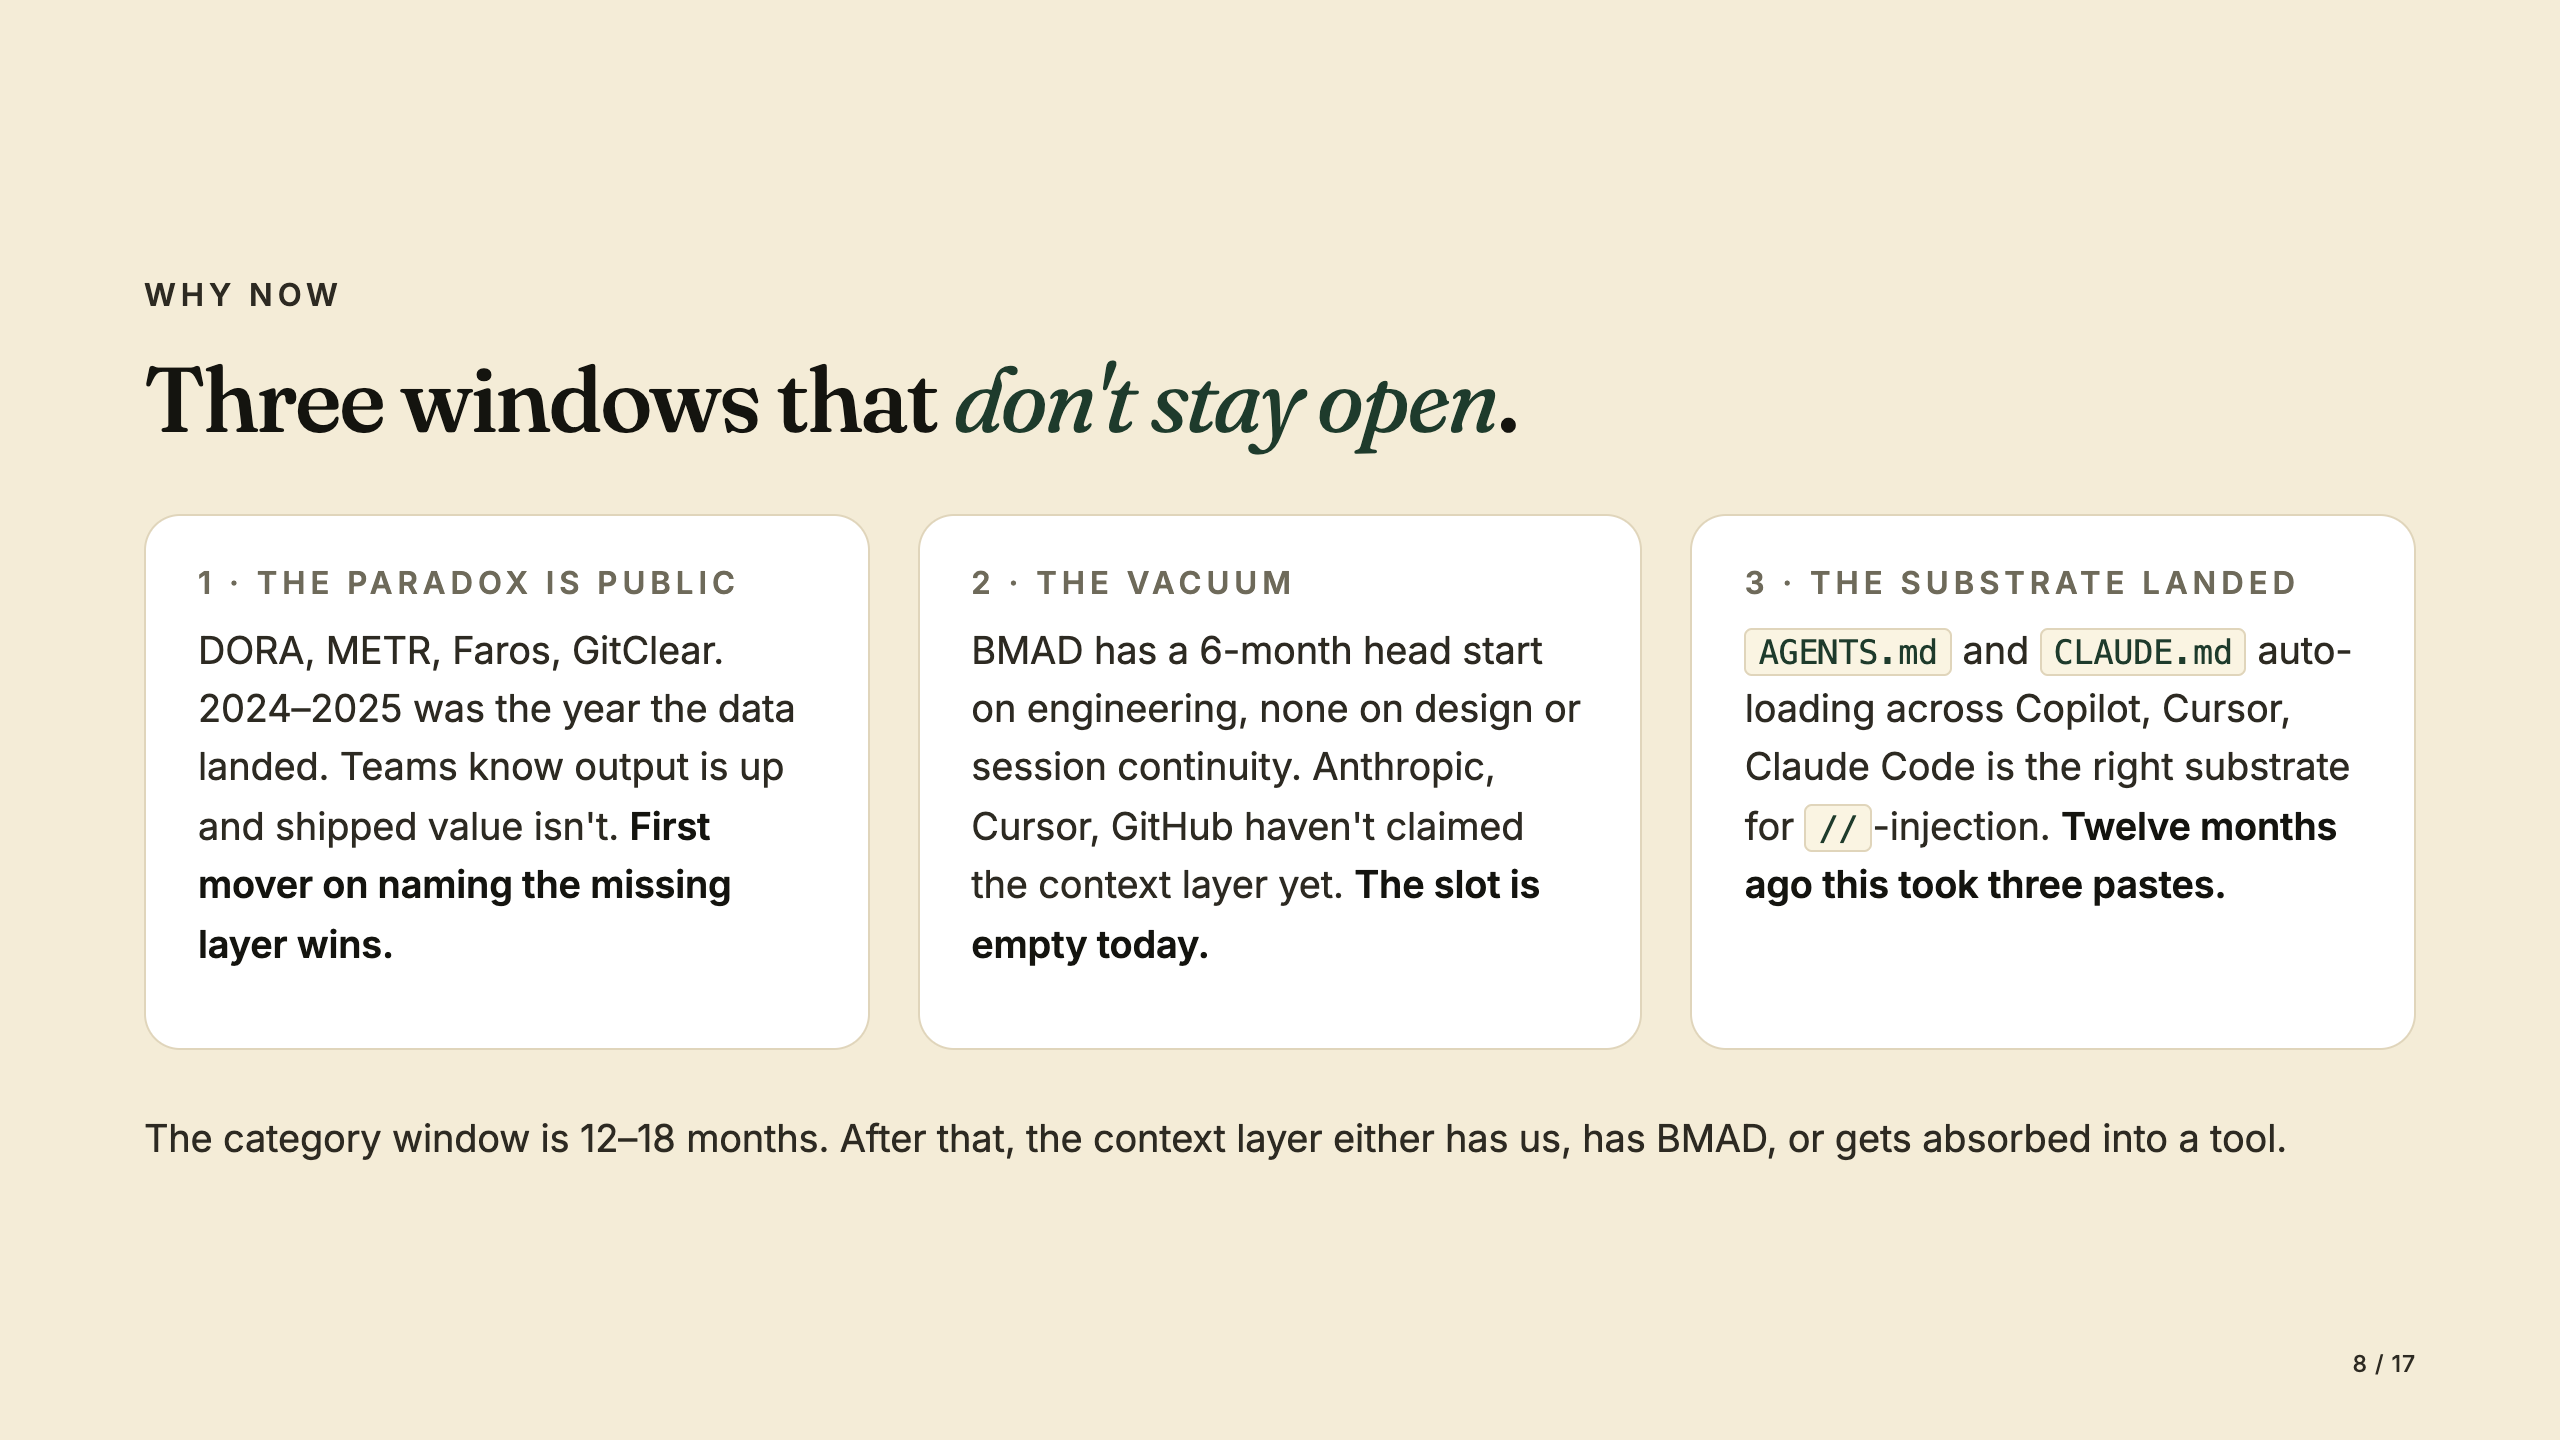 WHY NOW
Three windows that don't stay open.
1 · THE PARADOX IS PUBLIC
DORA, METR, Faros, GitClear.
2024–2025 was the year the data
landed. Teams know output is up
and shipped value isn't. First
mover on naming the missing
layer wins.
2 · THE VACUUM
BMAD has a 6-month head start
on engineering, none on design or
session continuity. Anthropic,
Cursor, GitHub haven't claimed
the context layer yet. The slot is
empty today.
3 · THE SUBSTRATE LANDED
AGENTS.md and CLAUDE.md auto-
loading across Copilot, Cursor,
Claude Code is the right substrate
for //-injection. Twelve months
ago this took three pastes.
The category window is 12–18 months. After that, the context layer either has us, has BMAD, or gets absorbed into a tool.
8 / 17